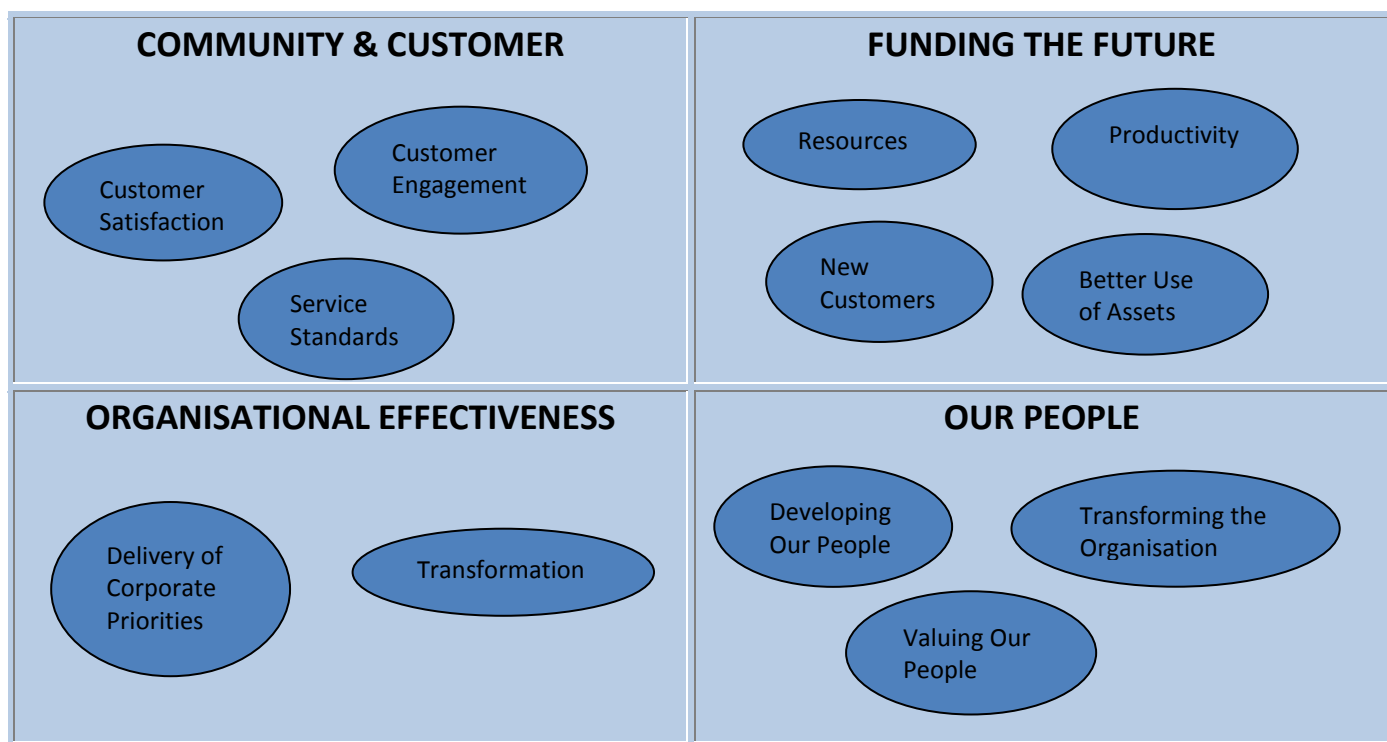 COMMUNITY & CUSTOMER
Customer
Satisfaction
Customer
Engagement
Service
Standards
FUNDING THE FUTURE
Resources
Productivity
New
Customers
Better Use
of Assets
ORGANISATIONAL EFFECTIVENESS
Delivery of
Corporate
Priorities
Transformation
OUR PEOPLE
Developing
Our People
Transforming the
Organisation
Valuing Our
People